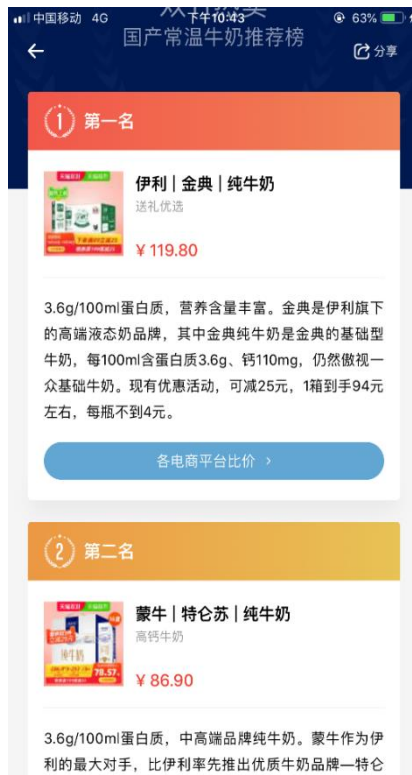 中国移动 4G 下午10:43 63%
国产常温牛奶推荐榜
分享
1 第一名
伊利 | 金典 | 纯牛奶
送礼优选
¥ 119.80
3.6g/100ml蛋白质，营养含量丰富。金典是伊利旗下
的高端液态奶品牌，其中金典纯牛奶是金典的基础型
牛奶，每100ml含蛋白质3.6g、钙110mg，仍然傲视一
众基础牛奶。现有优惠活动，可减25元，1箱到手94元
左右，每瓶不到4元。
各电商平台比价 >
2 第二名
蒙牛 | 特仑苏 | 纯牛奶
高钙牛奶
78.57
¥ 86.90
3.6g/100ml蛋白质，中高端品牌纯牛奶。蒙牛作为伊
利的最大对手，比伊利率先推出优质牛奶品牌—特仑